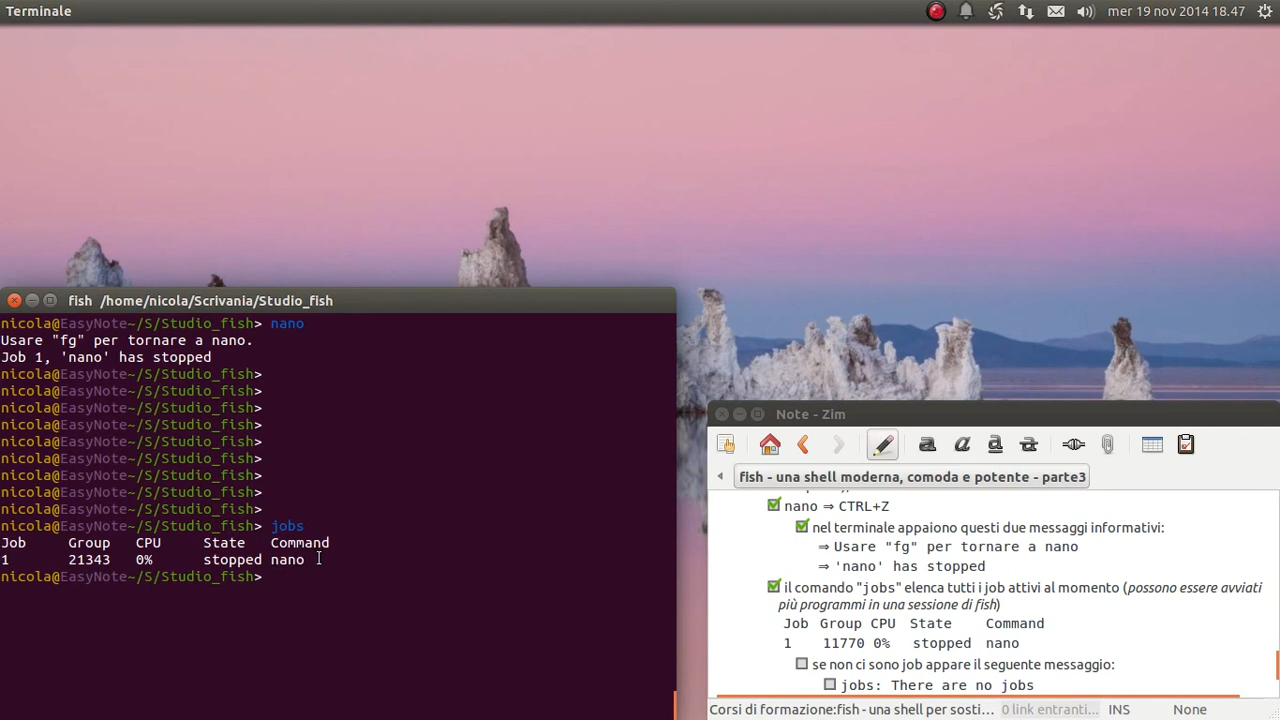 Terminale
mer 19 nov 2014 18.47
fish /home/nicola/Scrivania/Studio_fish
nicola@EasyNote~/S/Studio_fish> nano
Usare "fg" per tornare a nano.
Job 1, 'nano' has stopped
nicola@EasyNote~/S/Studio_fish>
nicola@EasyNote~/S/Studio_fish>
nicola@EasyNote~/S/Studio_fish>
nicola@EasyNote~/S/Studio_fish>
nicola@EasyNote~/S/Studio_fish>
nicola@EasyNote~/S/Studio_fish>
nicola@EasyNote~/S/Studio_fish>
nicola@EasyNote~/S/Studio_fish>
nicola@EasyNote~/S/Studio_fish>
nicola@EasyNote~/S/Studio_fish> jobs
Job Group CPU State Command
1 21343 0% stopped nano
nicola@EasyNote~/S/Studio_fish>
Note - Zim
fish - una shell moderna, comoda e potente - parte3
nano ⇒ CTRL+Z
nel terminale appaiono questi due messaggi informativi:
⇒ Usare "fg" per tornare a nano
⇒ 'nano' has stopped
il comando "jobs" elenca tutti i job attivi al momento (possono essere avviati
più programmi in una sessione di fish)
Job Group CPU State Command
1 11770 0% stopped nano
se non ci sono job appare il seguente messaggio:
jobs: There are no jobs
Corsi di formazione:fish - una shell per sosti... 0 link entranti... INS None